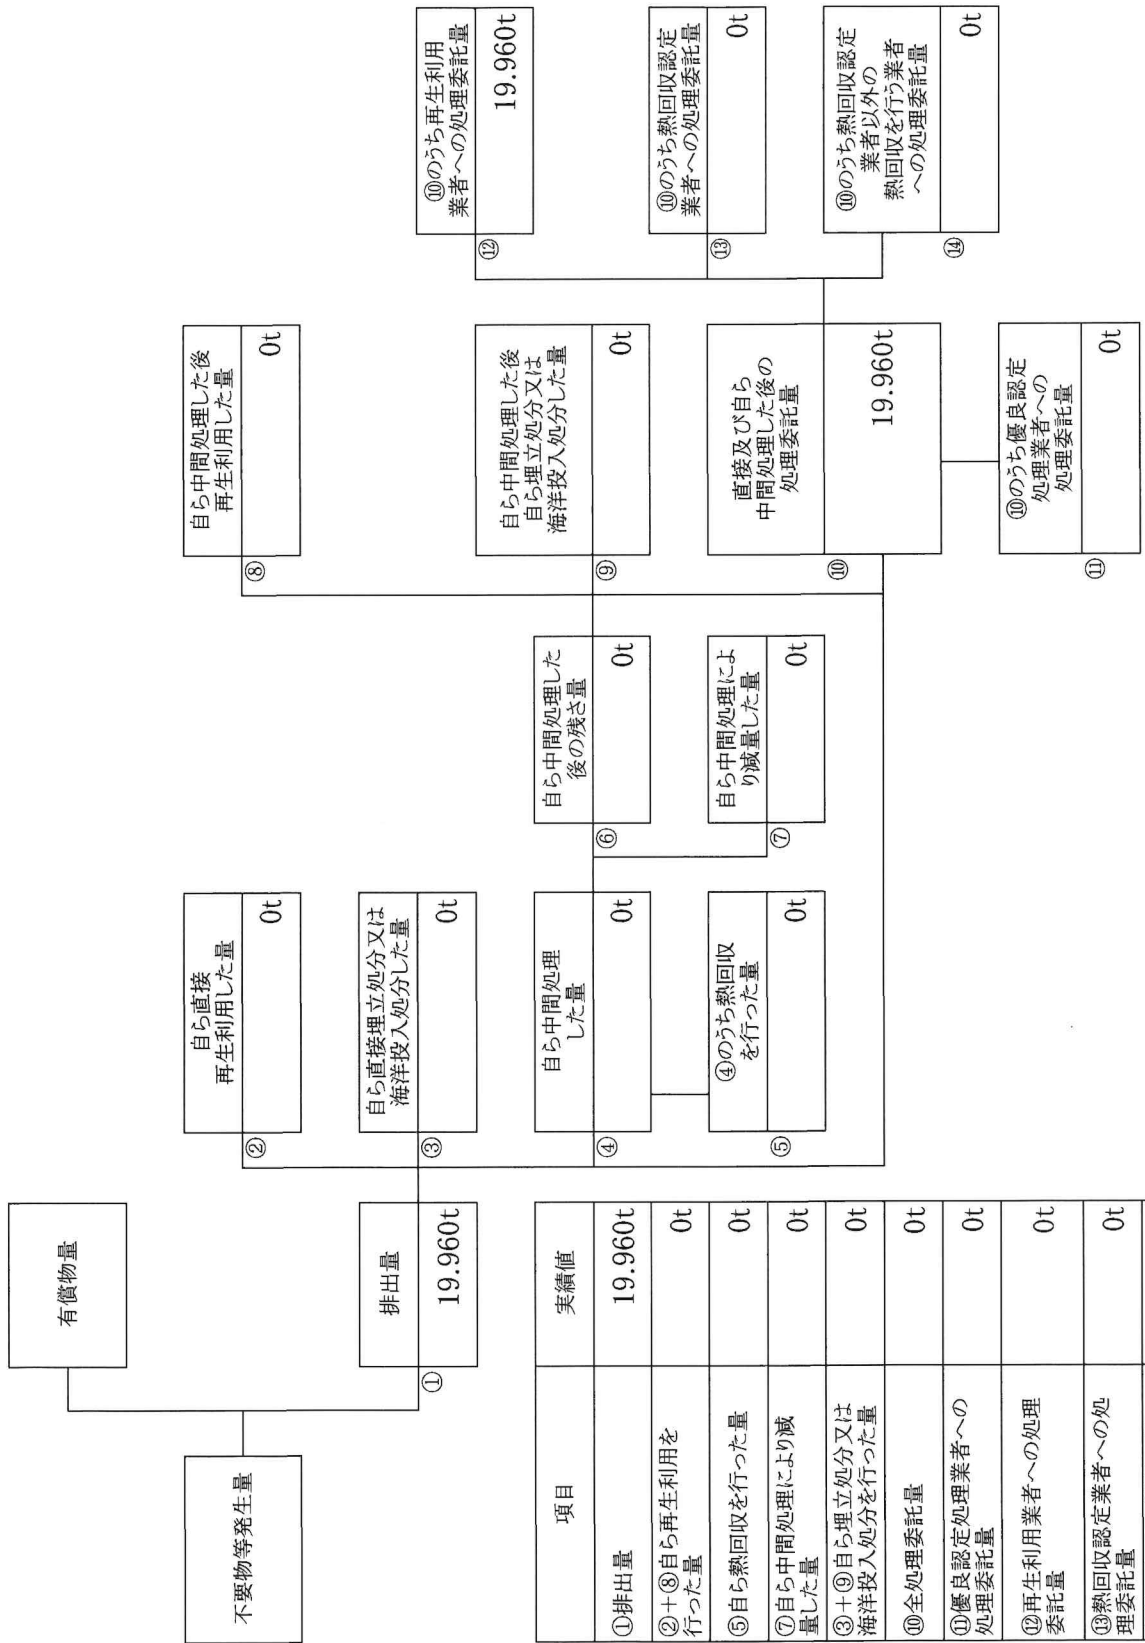 不要物等発生量
有償物量
①
排出量
19.960t
②
自ら直接
再生利用した量
0t
③
自ら直接埋立処分又は
海洋投入処分した量
0t
④
自ら中間処理
した量
0t
⑤
④のうち熱回収
を行った量
0t
⑥
自ら中間処理した
後の残さ量
0t
⑦
自ら中間処理によ
り減量した量
0t
⑧
自ら中間処理した後
再生利用した量
0t
⑨
自ら中間処理した後
自ら埋立処分又は
海洋投入処分した量
0t
⑩
直接及び自ら
中間処理した後の
処理委託量
19.960t
⑪
⑩のうち優良認定
処理業者への
処理委託量
0t
⑫
⑩のうち再生利用
業者への処理委託量
19.960t
⑬
⑩のうち熱回収認定
業者への処理委託量
0t
⑭
⑩のうち熱回収認定
業者以外の
熱回収を行う業者
への処理委託量
0t
項目
実績値
①排出量
19.960t
②+⑧自ら再生利用を
行った量
0t
⑤自ら熱回収を行った量
0t
⑦自ら中間処理により減
量した量
0t
③+⑨自ら埋立処分又は
海洋投入処分を行った量
0t
⑩全処理委託量
0t
⑪優良認定処理業者への
処理委託量
0t
⑫再生利用業者への処理
委託量
0t
⑬熱回収認定業者への処
理委託量
0t